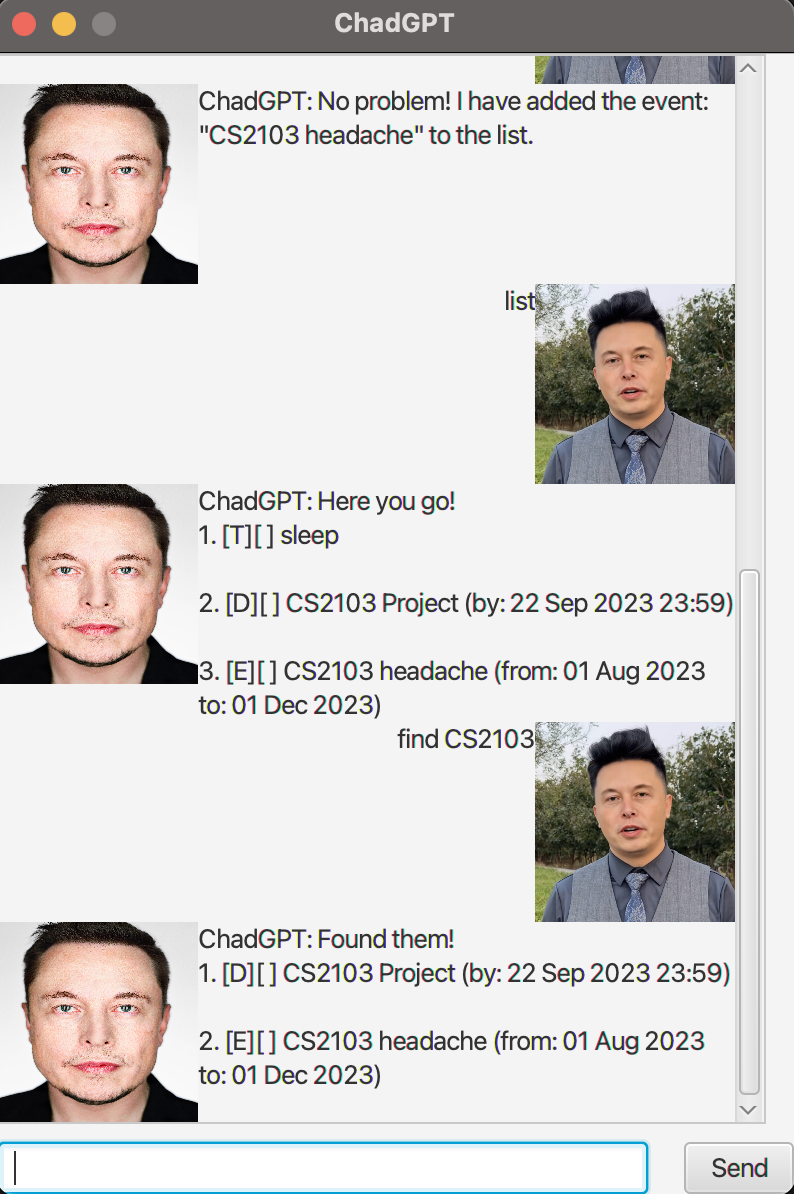 ChadGPT
ChadGPT: No problem! I have added the event:
"CS2103 headache" to the list.
list
ChadGPT: Here you go!
1. [T][ ] sleep
2. [D][ ] CS2103 Project (by: 22 Sep 2023 23:59)
3. [E][ ] CS2103 headache (from: 01 Aug 2023
to: 01 Dec 2023)
find CS2103
ChadGPT: Found them!
1. [D][ ] CS2103 Project (by: 22 Sep 2023 23:59)
2. [E][ ] CS2103 headache (from: 01 Aug 2023
to: 01 Dec 2023)
Send